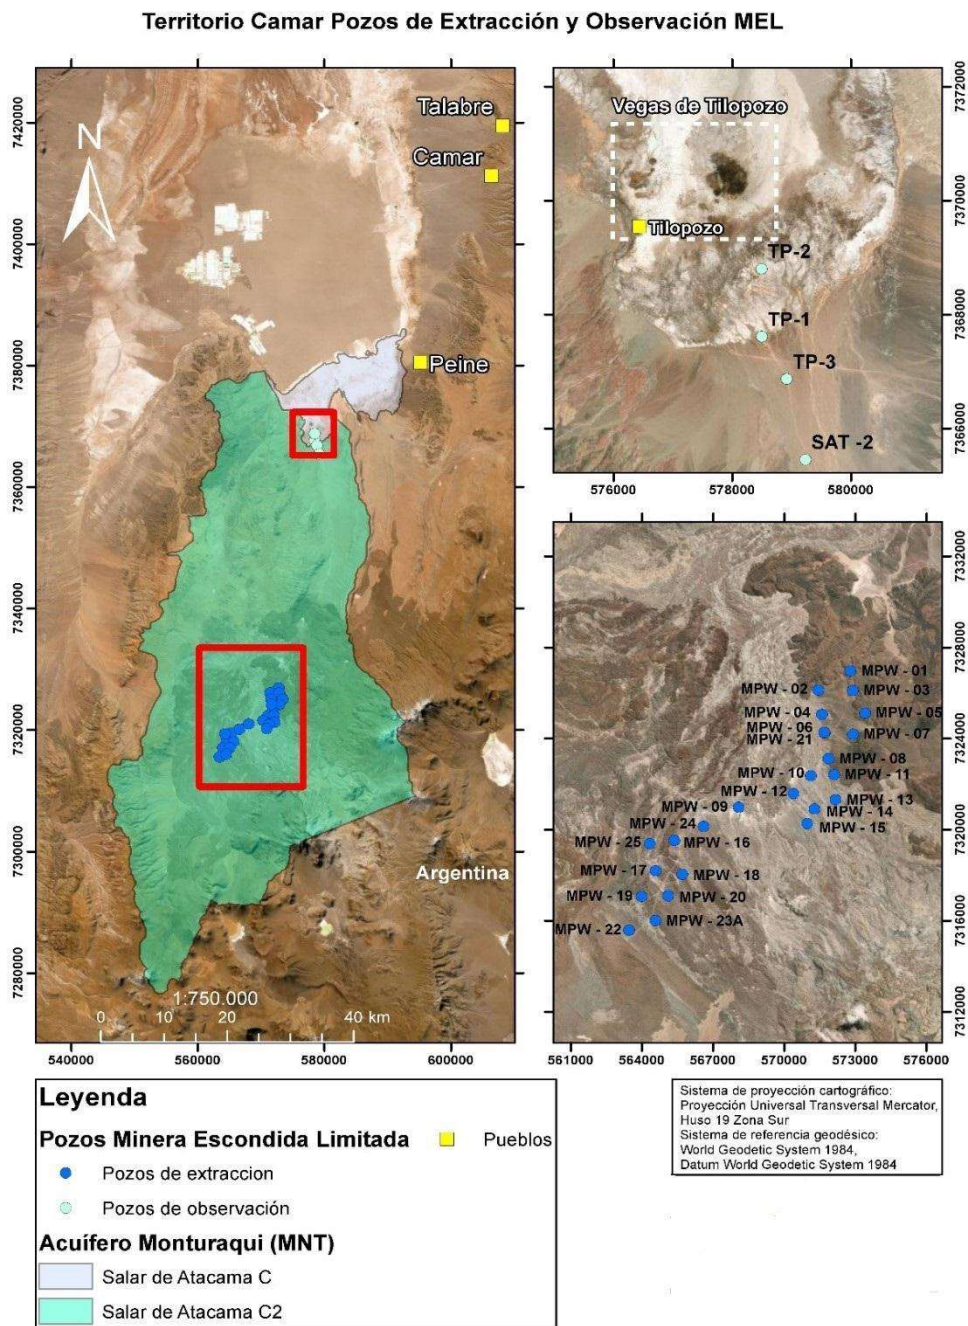 Territorio Camar Pozos de Extracción y Observación MEL
Talabre
Camar
N
Peine
Argentina
1:750.000
0 10 20 40 km
7420000
7400000
7380000
7360000
7340000
7320000
7300000
7280000
540000 560000 580000 600000
Vegas de Tilopozo
Tilopozo
TP-2
TP-1
TP-3
SAT -2
7372000
7370000
7368000
7366000
576000 578000 580000
MPW - 01
MPW - 02
MPW - 03
MPW - 04
MPW - 05
MPW - 06
MPW - 21
MPW - 07
MPW - 08
MPW - 10
MPW - 11
MPW - 12
MPW - 13
MPW - 09
MPW - 14
MPW - 24
MPW - 15
MPW - 25
MPW - 16
MPW - 17
MPW - 18
MPW - 19
MPW - 20
MPW - 22
MPW - 23A
7332000
7328000
7324000
7320000
7316000
7312000
561000 564000 567000 570000 573000 576000
Leyenda
Pozos Minera Escondida Limitada
Pueblos
Pozos de extraccion
Pozos de observación
Acuífero Monturaqui (MNT)
Salar de Atacama C
Salar de Atacama C2
Sistema de proyección cartográfico:
Proyección Universal Transversal Mercator,
Huso 19 Zona Sur
Sistema de referencia geodésico:
World Geodetic System 1984,
Datum World Geodetic System 1984